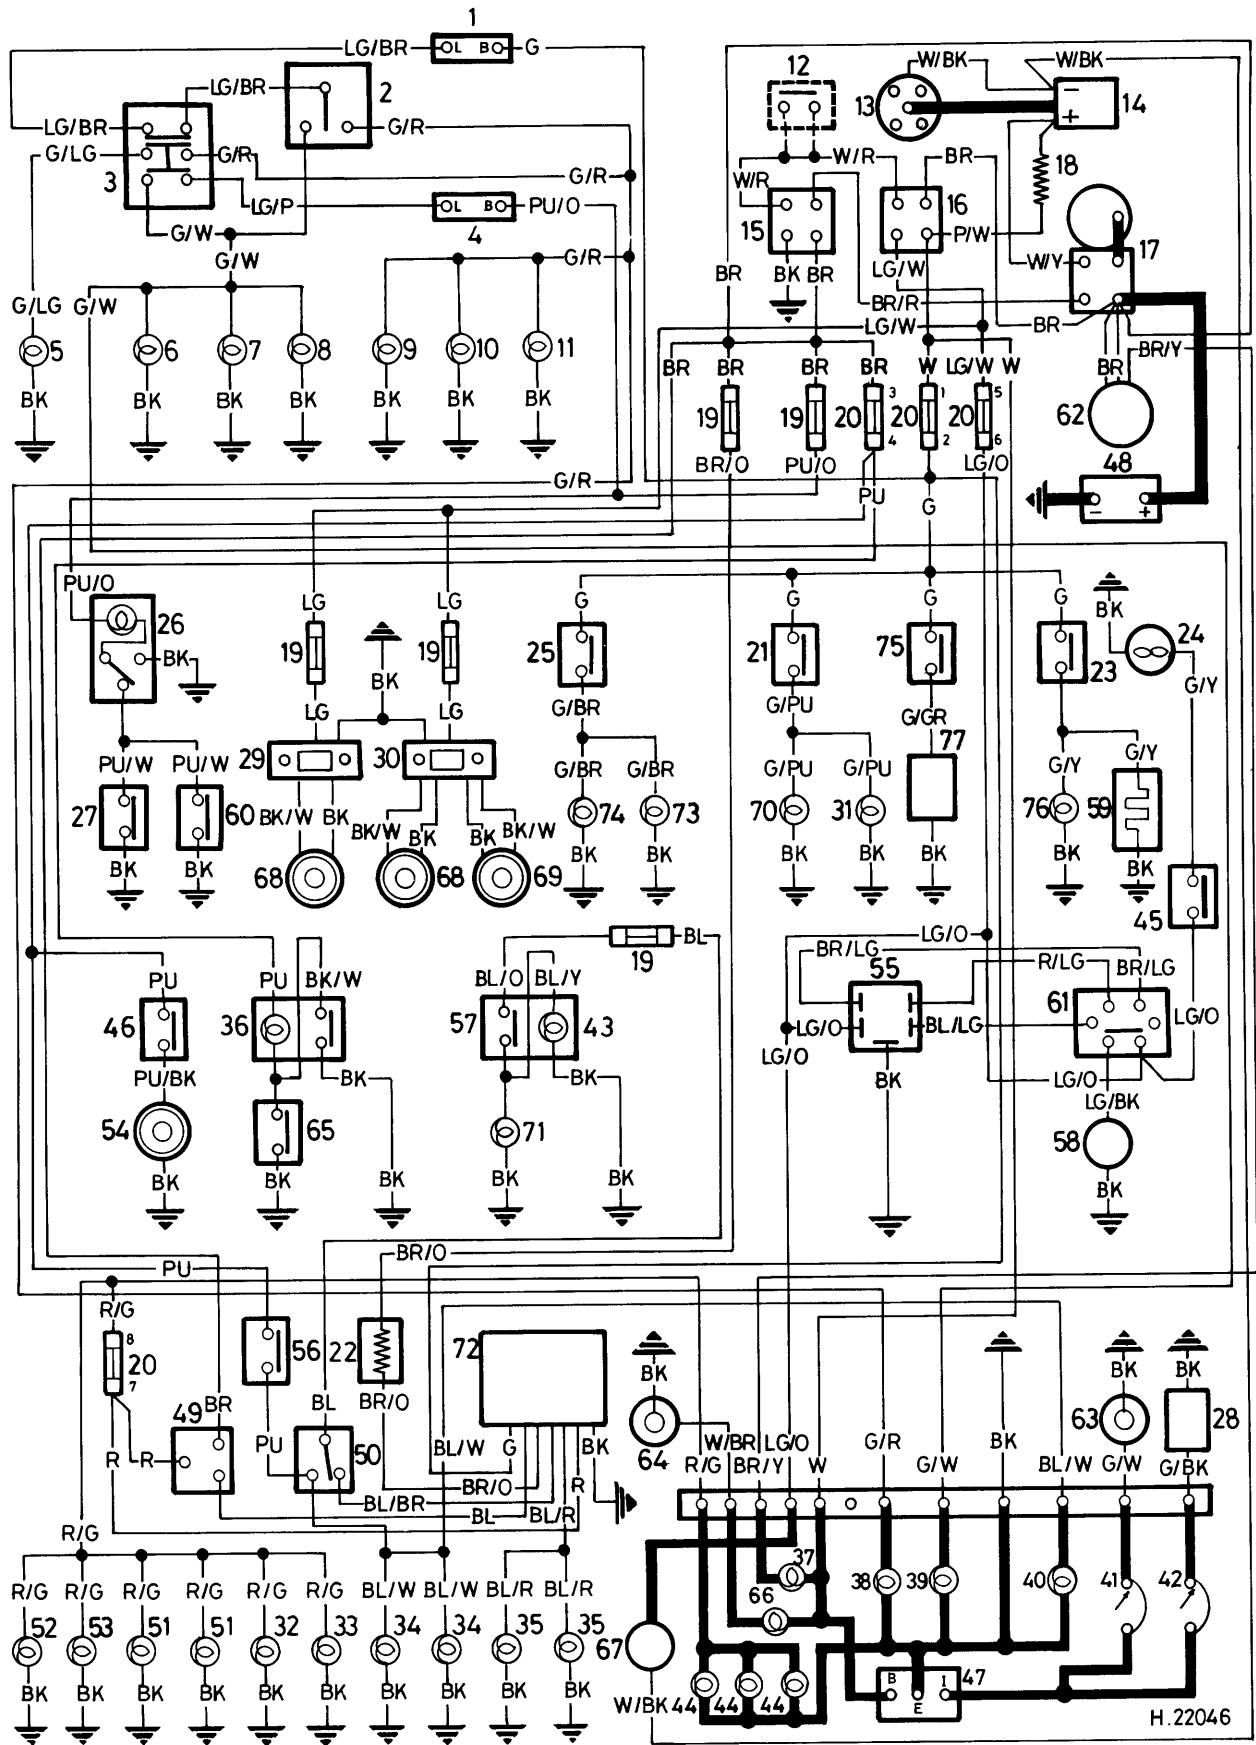 1
LG/BR L B G
12 W/BK W/BK
LG/BR 2 13 - 14
+
LG/BR G/R
G/LG G/R W/R BR 18
3 G/R W/R
LG/P L B PU/O 15 16 P/W 17
G/W 4
G/W G/R BR BK BR LG/W W/Y
G/LG G/W BR/R
LG/W BR BR/Y
5 6 7 8 9 10 11 BR BR BR BR W LG/W W BR
BK BK BK BK BK BK BK 19 19 20 3 4 20 1 2 20 5 6 62
BR/O PU/O LG/O 48
G/R PU G - +
PU/O
26 LG LG G G G G BK 24
BK 19 19 25 21 75 23
BK G/Y
LG LG G/BR G/PU G/GR
PU/W PU/W 29 30 G/BR G/BR G/PU G/PU 77 G/Y G/Y
27 60 BK/W BK BK/W BK BK BK/W 74 73 70 31 76 59
BK BK 68 68 69 BK BK BK BK BK BK BK
45
19 BL LG/O BR/LG 55 R/LG BR/LG
PU PU BK/W BL/O BL/Y 61
46 36 57 43 LG/O BL/LG LG/O
PU/BK BK BK LG/O BK LG/O
54 65 71 LG/BK
58
BK BK BK BK BK BK
BR/O
PU
R/G
8 20 7 56 22 72 BK BK BK
49 BR BR/O 63 28
R R PU BL 50 BL/W G BK 64 R/G W/BR BR/Y LG/O W G/R G/W BK BL/W G/W G/BK
BR/O R
BL/BR
BL BL/R
R/G
R/G R/G R/G R/G R/G R/G BL/W BL/W BL/R BL/R 37 38 39 40 41 42
52 53 51 51 32 33 34 34 35 35 67 66
BK BK BK BK BK BK BK BK BK BK W/BK 44 44 44 B E I 47
H.22046